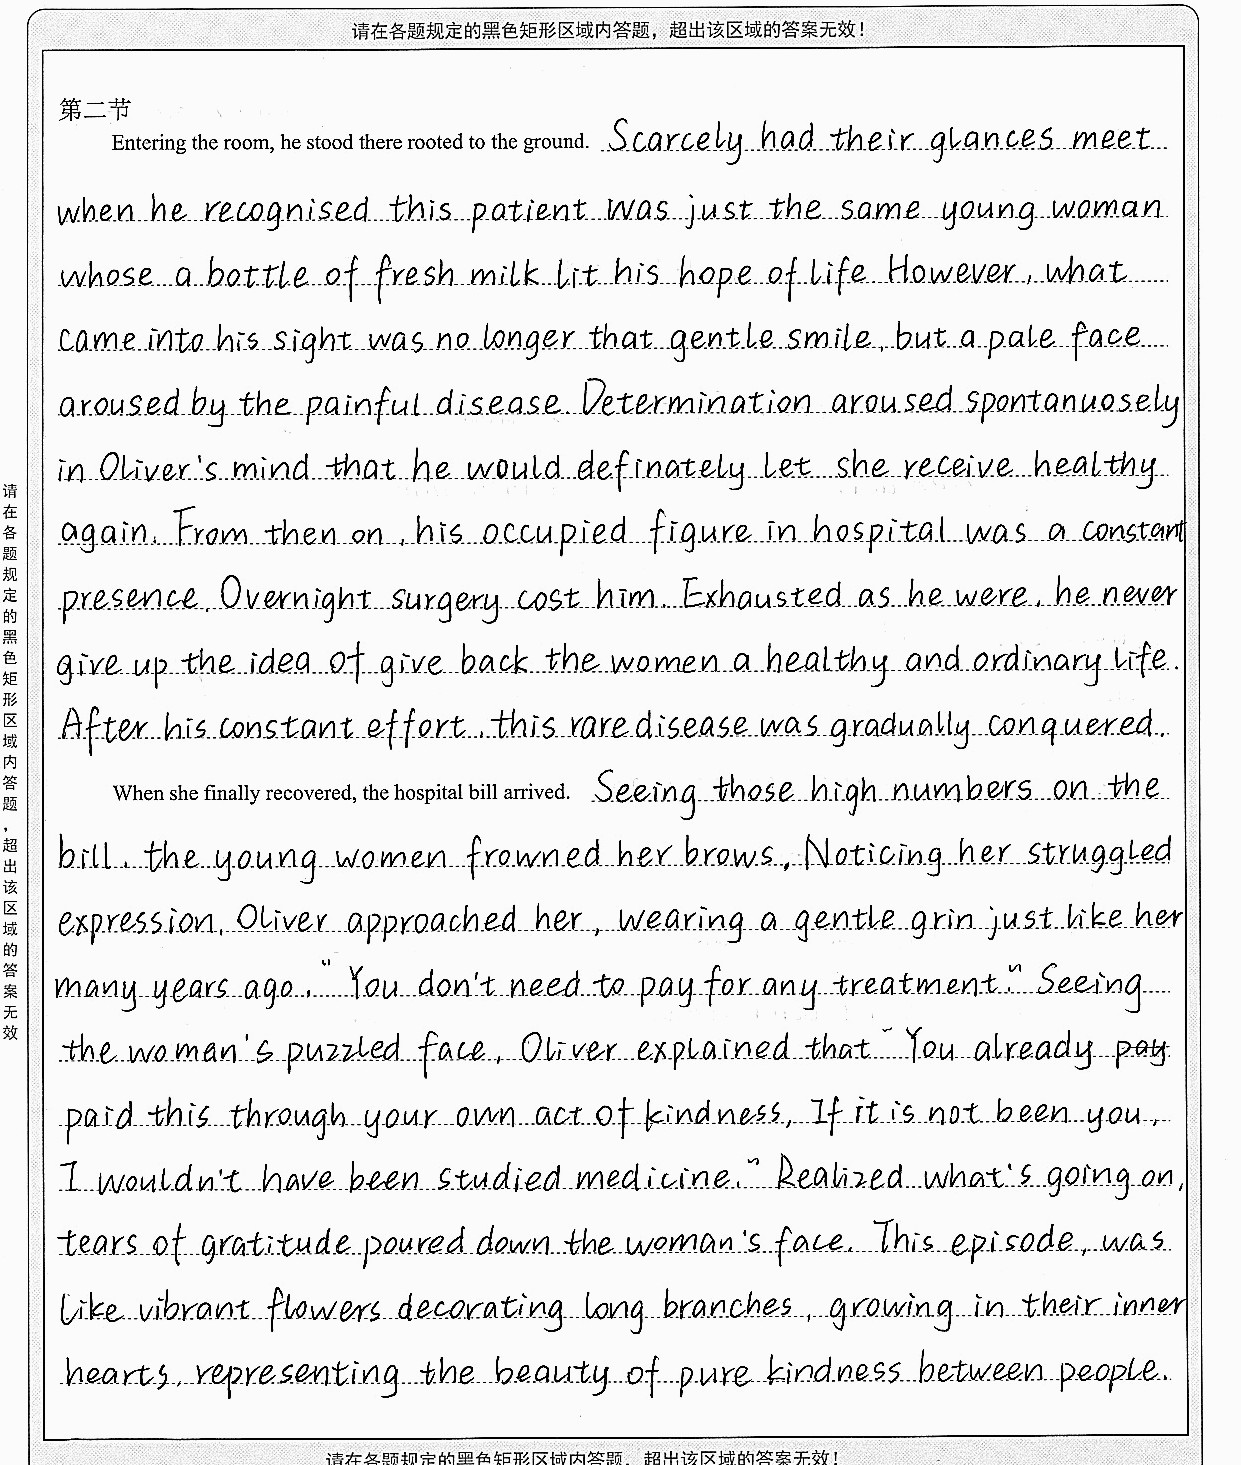 请在各题规定的黑色矩形区域内答题，超出该区域的答案无效！
第二节
Entering the room, he stood there rooted to the ground. Scarcely had their glances meet
when he recognised this patient was just the same young woman
whose a bottle of fresh milk lit his hope of life. However, what
came into his sight was no longer that gentle smile, but a pale face
aroused by the painful disease. Determination aroused spontanuosely
in Oliver's mind that he would definately let she receive healthy
again. From then on, his occupied figure in hospital was a constant
presence. Overnight surgery cost him. Exhausted as he were, he never
give up the idea of give back the women a healthy and ordinary life.
After his constant effort, this rare disease was gradually conquered.
When she finally recovered, the hospital bill arrived. Seeing those high numbers on the
bill, the young women frowned her brows. Noticing her struggled
expression, Oliver approached her, wearing a gentle grin just like her
many years ago. "You don't need to pay for any treatment." Seeing
the woman's puzzled face, Oliver explained that "You already pay
paid this through your own act of kindness, If it is not been you,
I wouldn't have been studied medicine." Realized what's going on,
tears of gratitude poured down the woman's face. This episode, was
like vibrant flowers decorating long branches, growing in their inner
hearts, representing the beauty of pure kindness between people.
请在各题规定的黑色矩形区域内答题，超出该区域的答案无效
请在各题规定的黑色矩形区域内答题，超出该区域的答案无效！